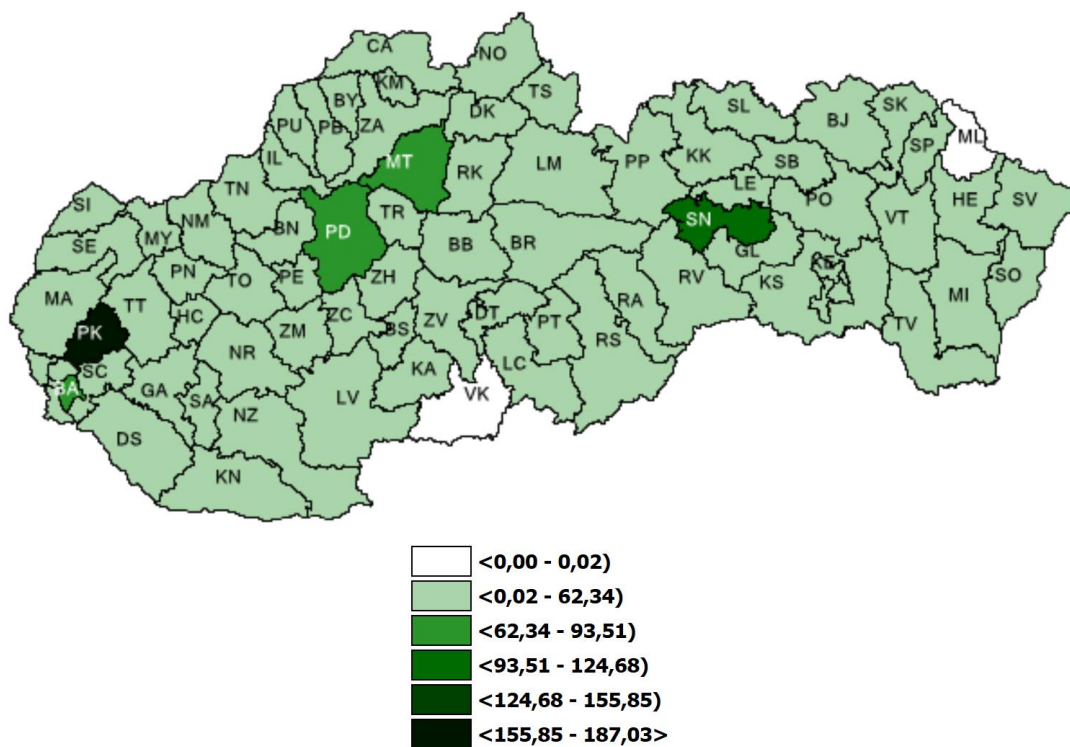 CA
NO
KM
TS
BY
PU
PB
ZA
DK
SL
SK
BJ
ML
SP
IL
MT
RK
LM
PP
KK
SB
LE
TN
SI
NM
TR
PO
HE
SV
SE
MY
BN
PD
SN
VT
BB
BR
GL
PN
TO
PE
ZH
RV
KS
KE
SO
MA
TT
HC
MI
PK
ZM
ZC
BS
ZV
DT
PT
RA
TV
NR
RS
SC
BA
GA
SA
NZ
LV
KA
LC
VK
DS
KN
<0,00 - 0,02)
<0,02 - 62,34)
<62,34 - 93,51)
<93,51 - 124,68)
<124,68 - 155,85)
<155,85 - 187,03>